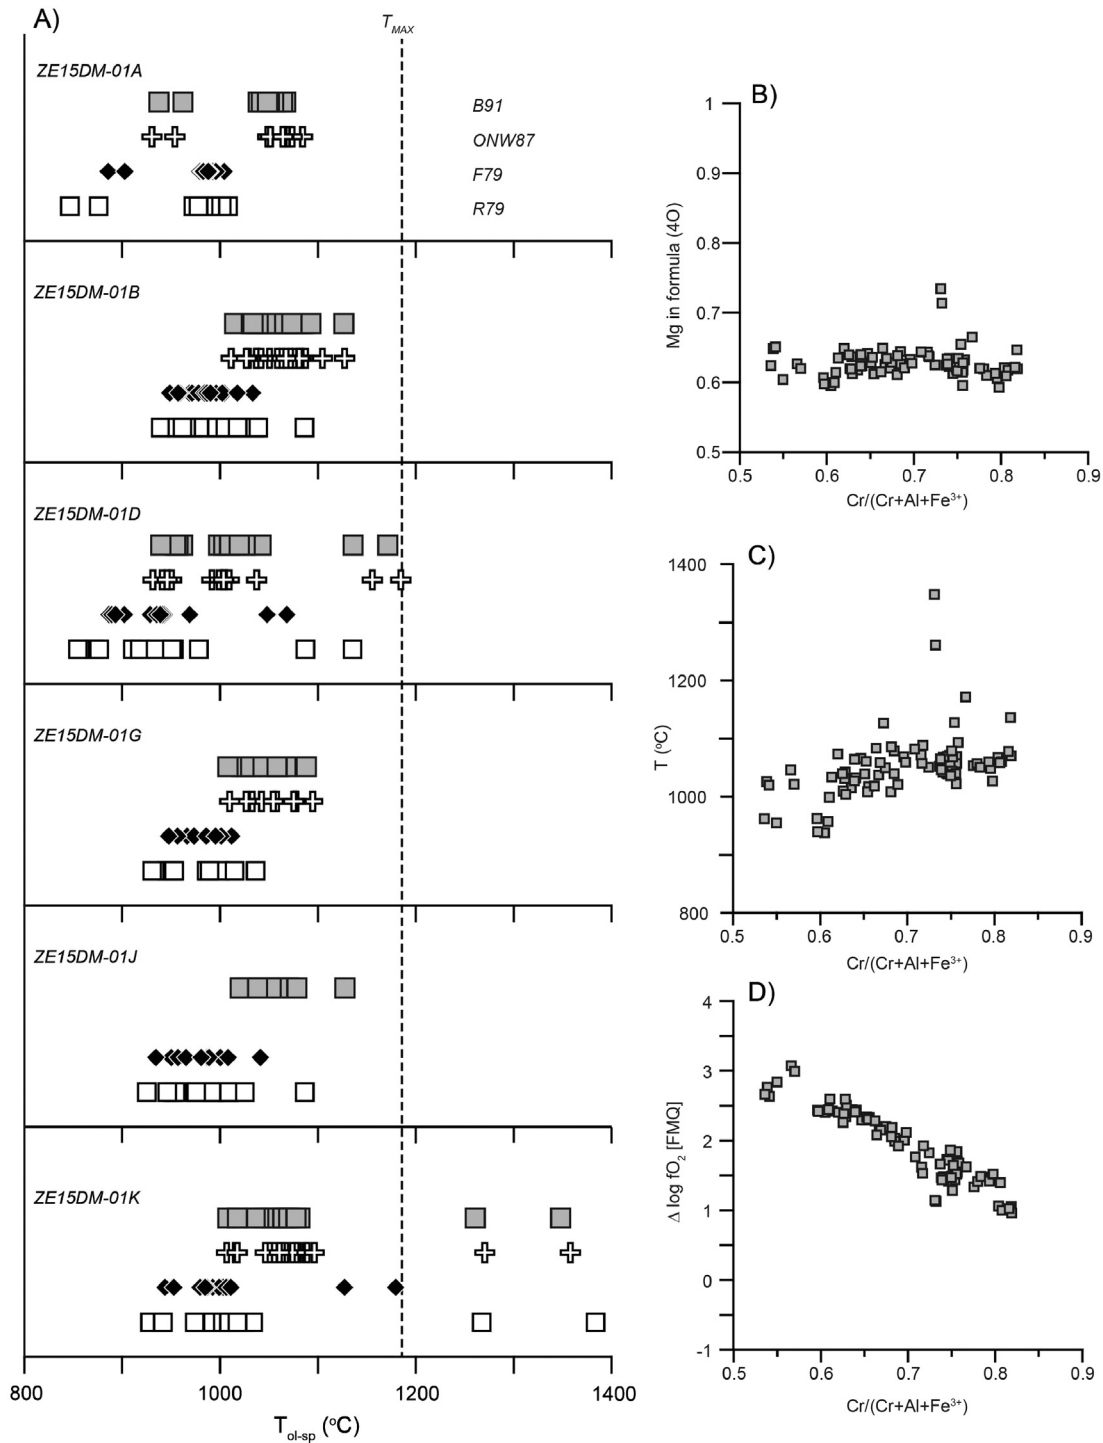 A)
T_MAX
ZE15DM-01A
B91
ONW87
F79
R79
ZE15DM-01B
ZE15DM-01D
ZE15DM-01G
ZE15DM-01J
ZE15DM-01K
800 1000 1200 1400
T_ol-sp (°C)
B)
1
0.9
0.8
0.7
0.6
0.5
Mg in formula (4O)
0.5 0.6 0.7 0.8 0.9
Cr/(Cr+Al+Fe³⁺)
C)
1400
1200
1000
800
T (°C)
0.5 0.6 0.7 0.8 0.9
Cr/(Cr+Al+Fe³⁺)
D)
4
3
2
1
0
-1
Δ log fO₂ [FMQ]
0.5 0.6 0.7 0.8 0.9
Cr/(Cr+Al+Fe³⁺)